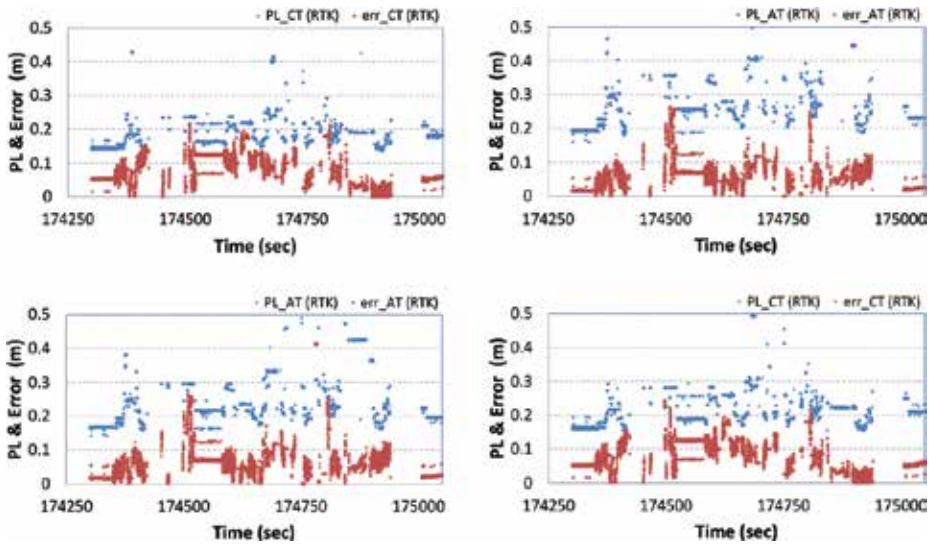 PL_CT (RTK) err_CT (RTK)
PL & Error (m)
0.5
0.4
0.3
0.2
0.1
0
174250 174500 174750 175000
Time (sec)
PL_AT (RTK) err_AT (RTK)
PL & Error (m)
0.5
0.4
0.3
0.2
0.1
0
174250 174500 174750 175000
Time (sec)
PL_AT (RTK) err_AT (RTK)
PL & Error (m)
0.5
0.4
0.3
0.2
0.1
0
174250 174500 174750 175000
Time (sec)
PL_CT (RTK) err_CT (RTK)
PL & Error (m)
0.5
0.4
0.3
0.2
0.1
0
174250 174500 174750 175000
Time (sec)